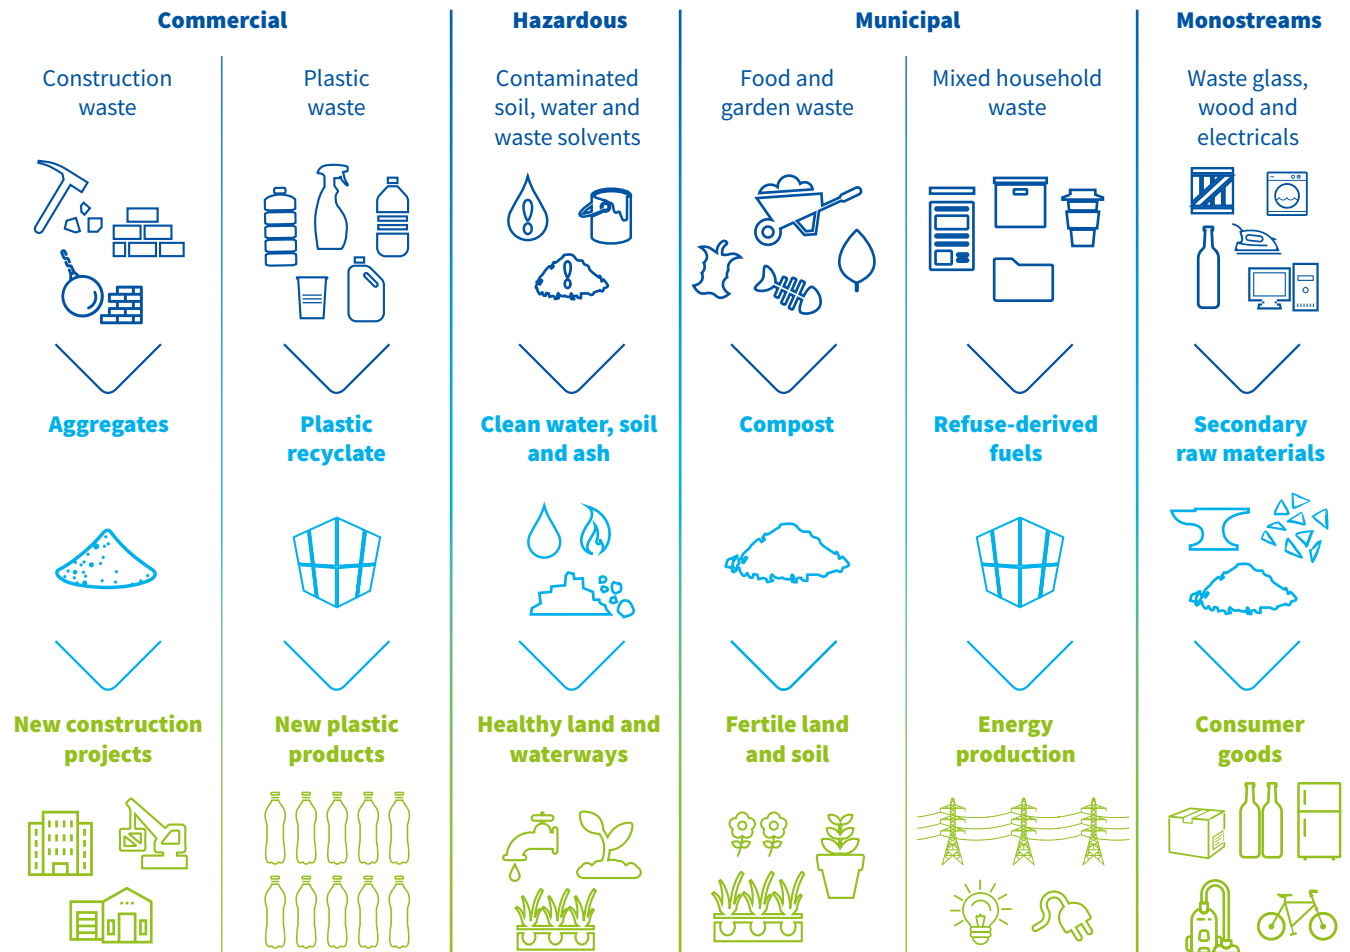 Commercial
Hazardous
Municipal
Monostreams
Construction
waste
Plastic
waste
Contaminated
soil, water and
waste solvents
Food and
garden waste
Mixed household
waste
Waste glass,
wood and
electricals
Aggregates
Plastic
recyclate
Clean water, soil
and ash
Compost
Refuse-derived
fuels
Secondary
raw materials
New construction
projects
New plastic
products
Healthy land and
waterways
Fertile land
and soil
Energy
production
Consumer
goods